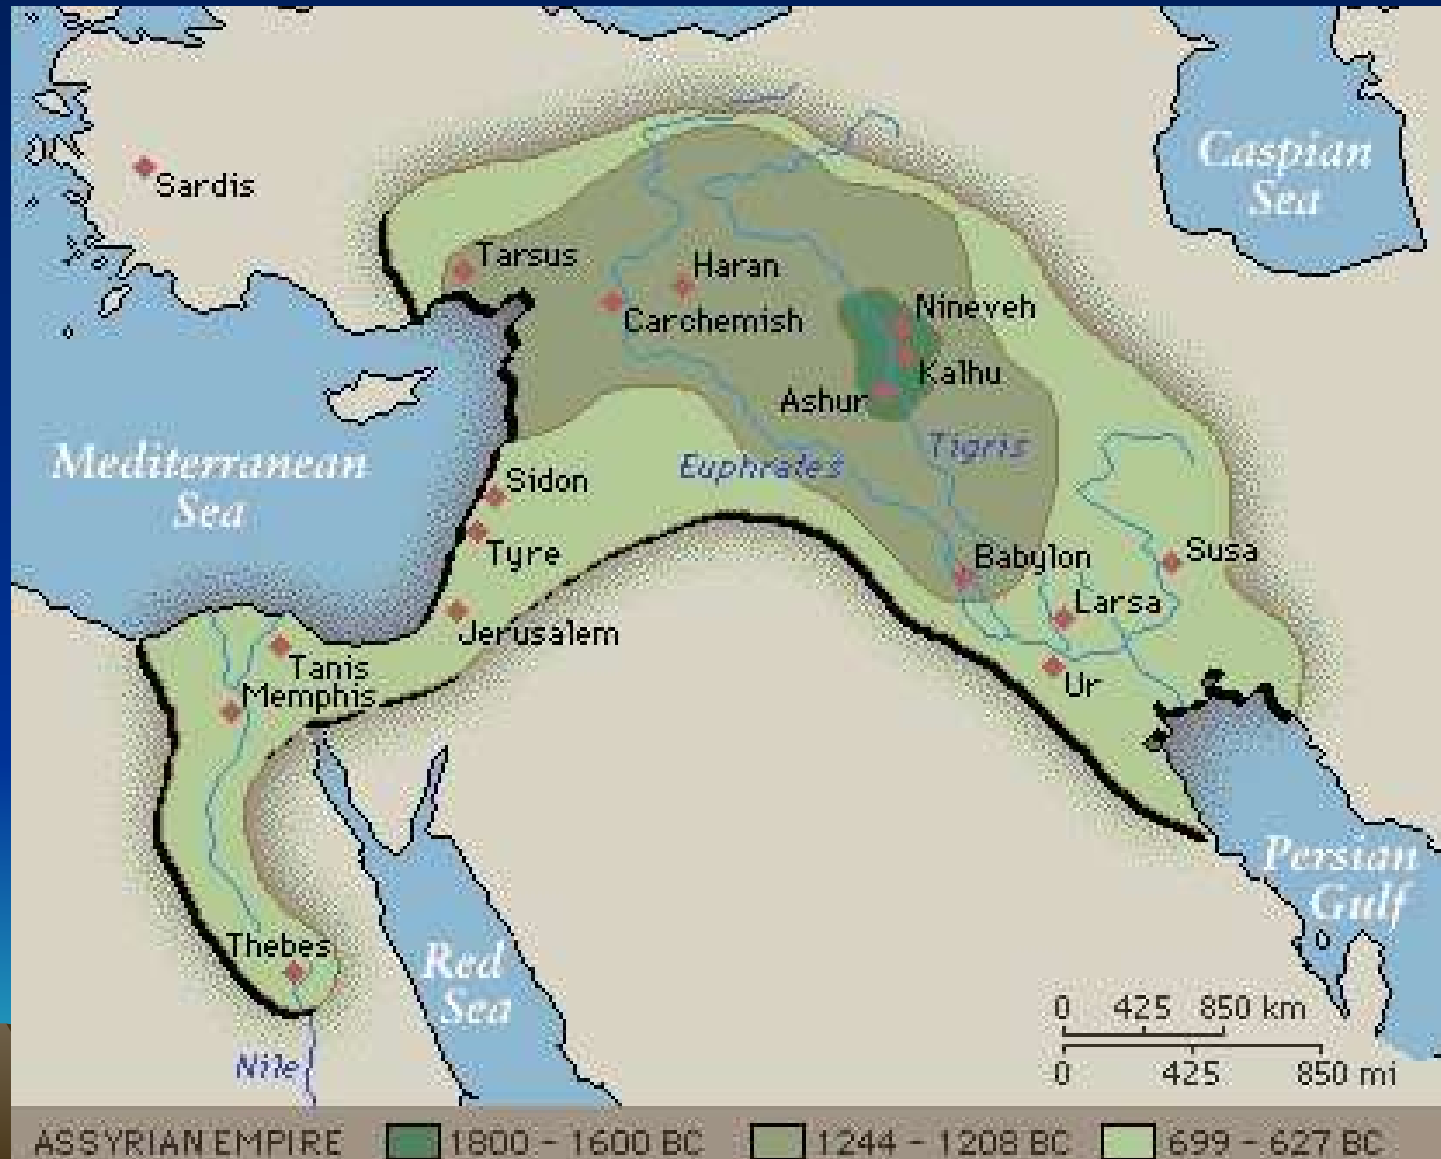 Caspian
Sea
Sardis
Tarsus
Haran
Carchemish
Nineveh
Kalhu
Ashur
Tigris
Euphrates
Mediterranean
Sea
Sidon
Tyre
Babylon
Susa
Larsa
Jerusalem
Tanis
Memphis
Ur
Persian
Gulf
Thebes
Red
Sea
Nile
0 425 850 km
0 425 850 mi
ASSYRIAN EMPIRE 1800 - 1600 BC 1244 - 1208 BC 699 - 627 BC